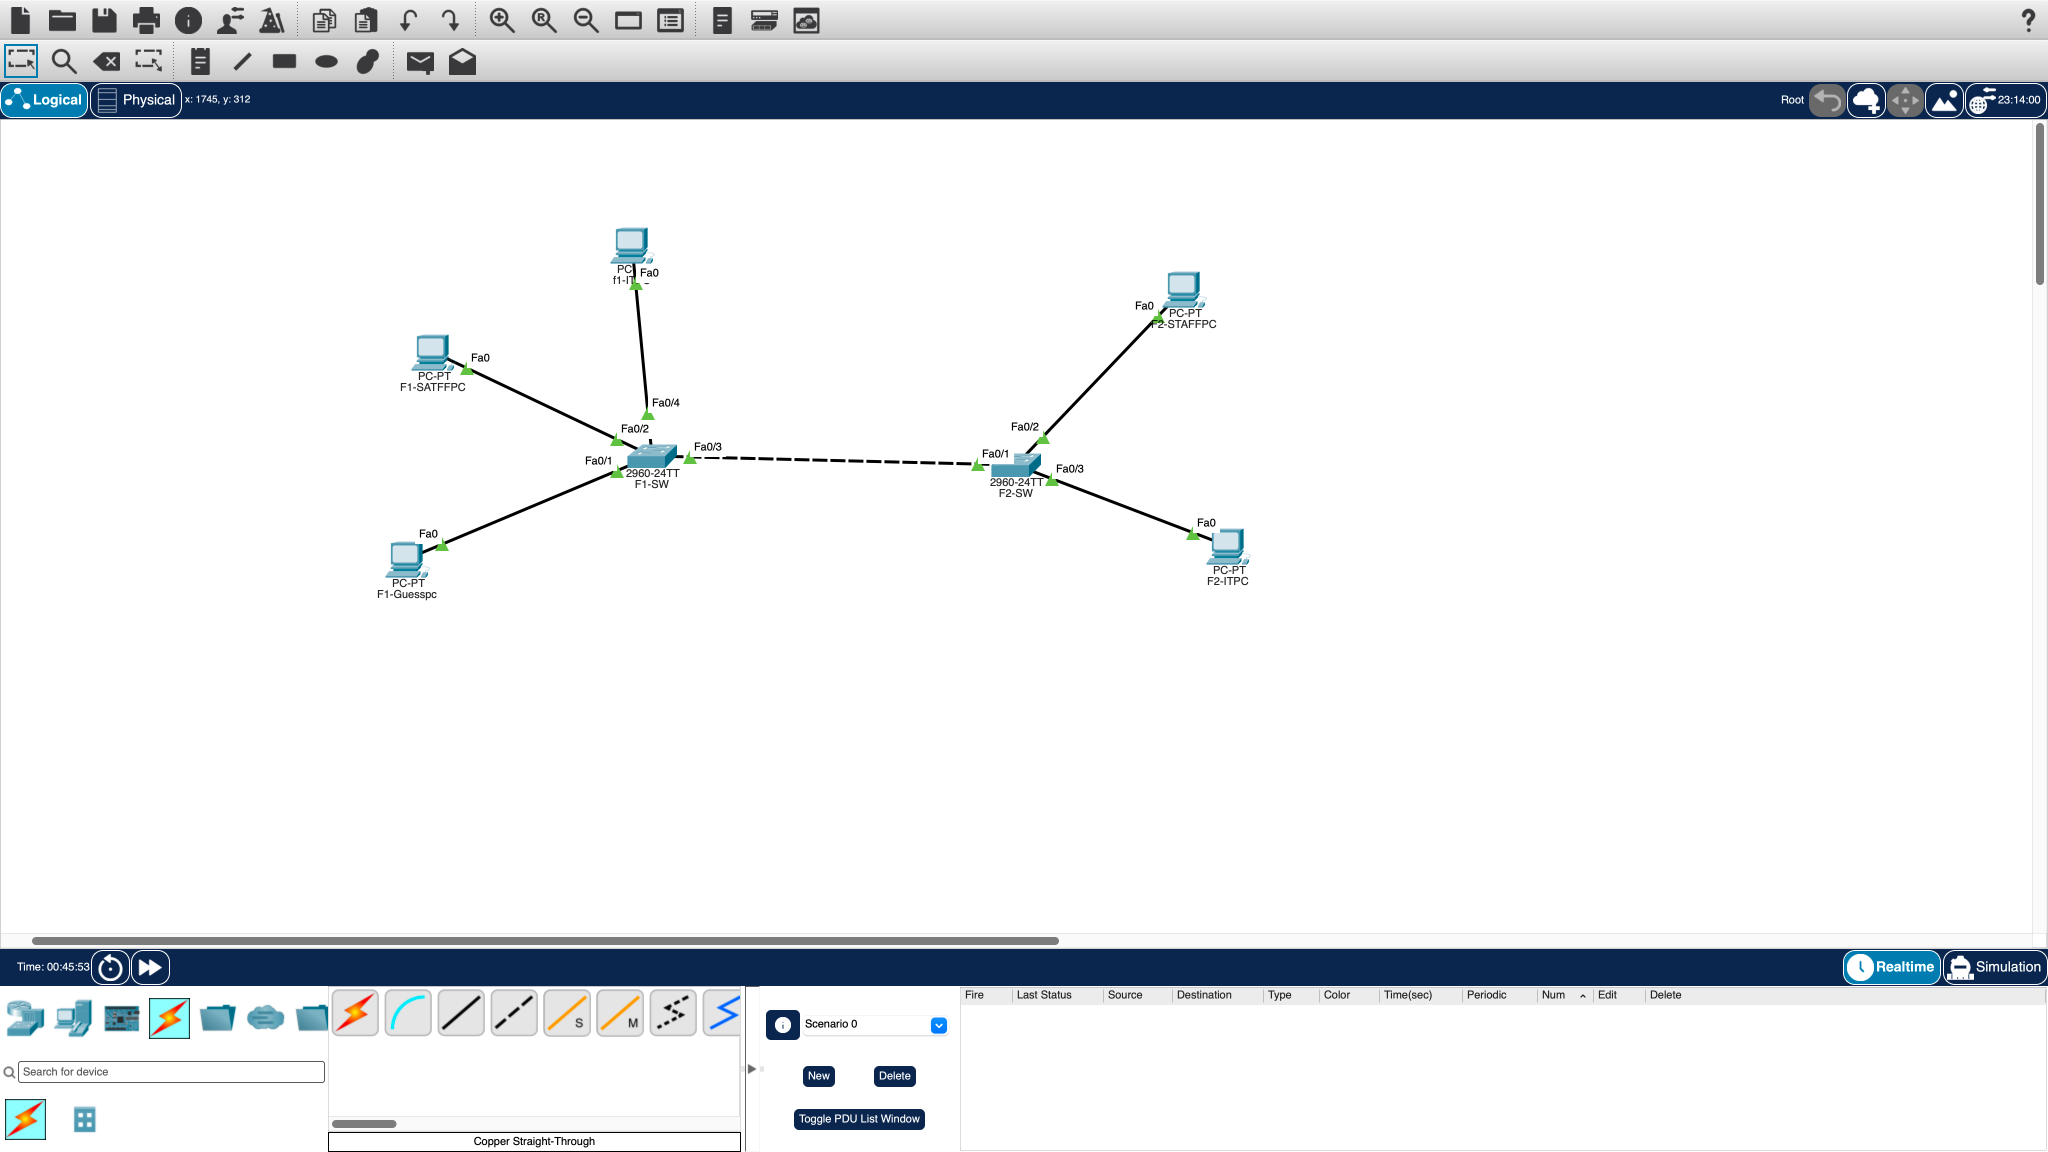 Logical
Physical
x: 1745, y: 312
Root
23:14:00
Fa0
Fa0
PC-PT
F2-STAFFPC
Fa0
PC-PT
F1-SATFFPC
Fa0/4
Fa0/2
Fa0/3
Fa0/1
2960-24TT
F1-SW
Fa0/2
Fa0/1
Fa0/3
2960-24TT
F2-SW
Fa0
PC-PT
F2-ITPC
Fa0
PC-PT
F1-Guesspc
Time: 00:45:53
Realtime
Simulation
Fire Last Status Source Destination Type Color Time(sec) Periodic Num Edit Delete
S
M
Scenario 0
Search for device
New
Delete
Toggle PDU List Window
Copper Straight-Through